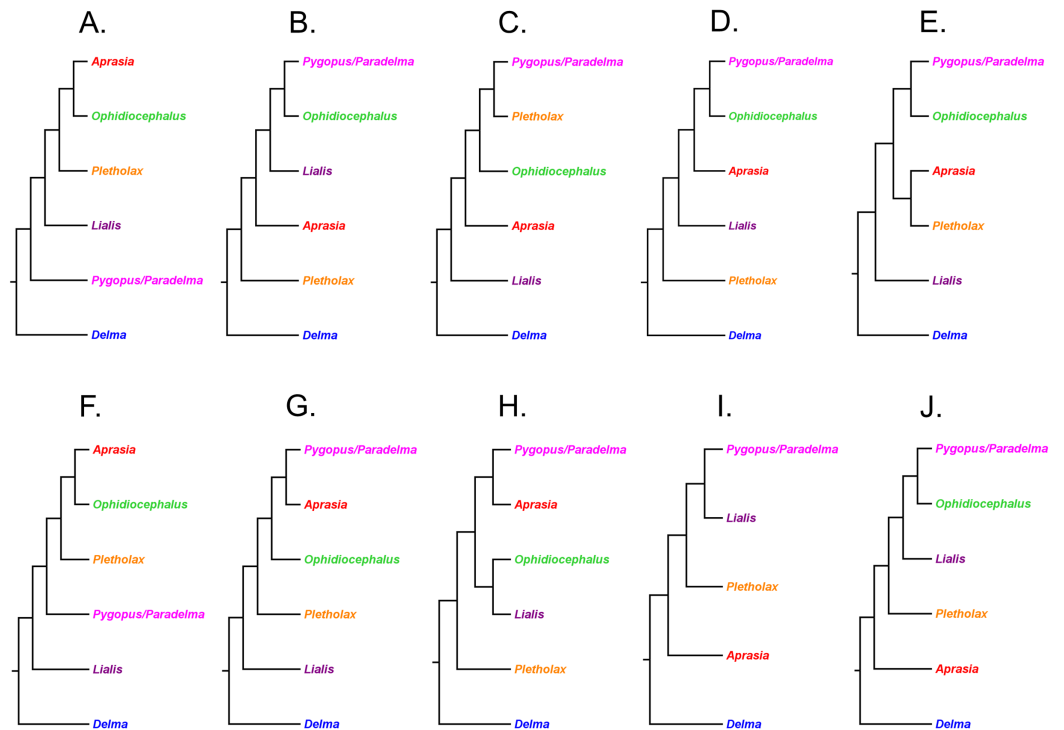 A.
Aprasia
Ophidiocephalus
Pletholax
Lialis
Pygopus/Paradelma
Delma
B.
Pygopus/Paradelma
Ophidiocephalus
Lialis
Aprasia
Pletholax
Delma
C.
Pygopus/Paradelma
Pletholax
Ophidiocephalus
Aprasia
Lialis
Delma
D.
Pygopus/Paradelma
Ophidiocephalus
Aprasia
Lialis
Pletholax
Delma
E.
Pygopus/Paradelma
Ophidiocephalus
Aprasia
Pletholax
Lialis
Delma
F.
Aprasia
Ophidiocephalus
Pletholax
Pygopus/Paradelma
Lialis
Delma
G.
Pygopus/Paradelma
Aprasia
Ophidiocephalus
Pletholax
Lialis
Delma
H.
Pygopus/Paradelma
Aprasia
Ophidiocephalus
Lialis
Pletholax
Delma
I.
Pygopus/Paradelma
Lialis
Pletholax
Aprasia
Delma
J.
Pygopus/Paradelma
Ophidiocephalus
Lialis
Pletholax
Aprasia
Delma